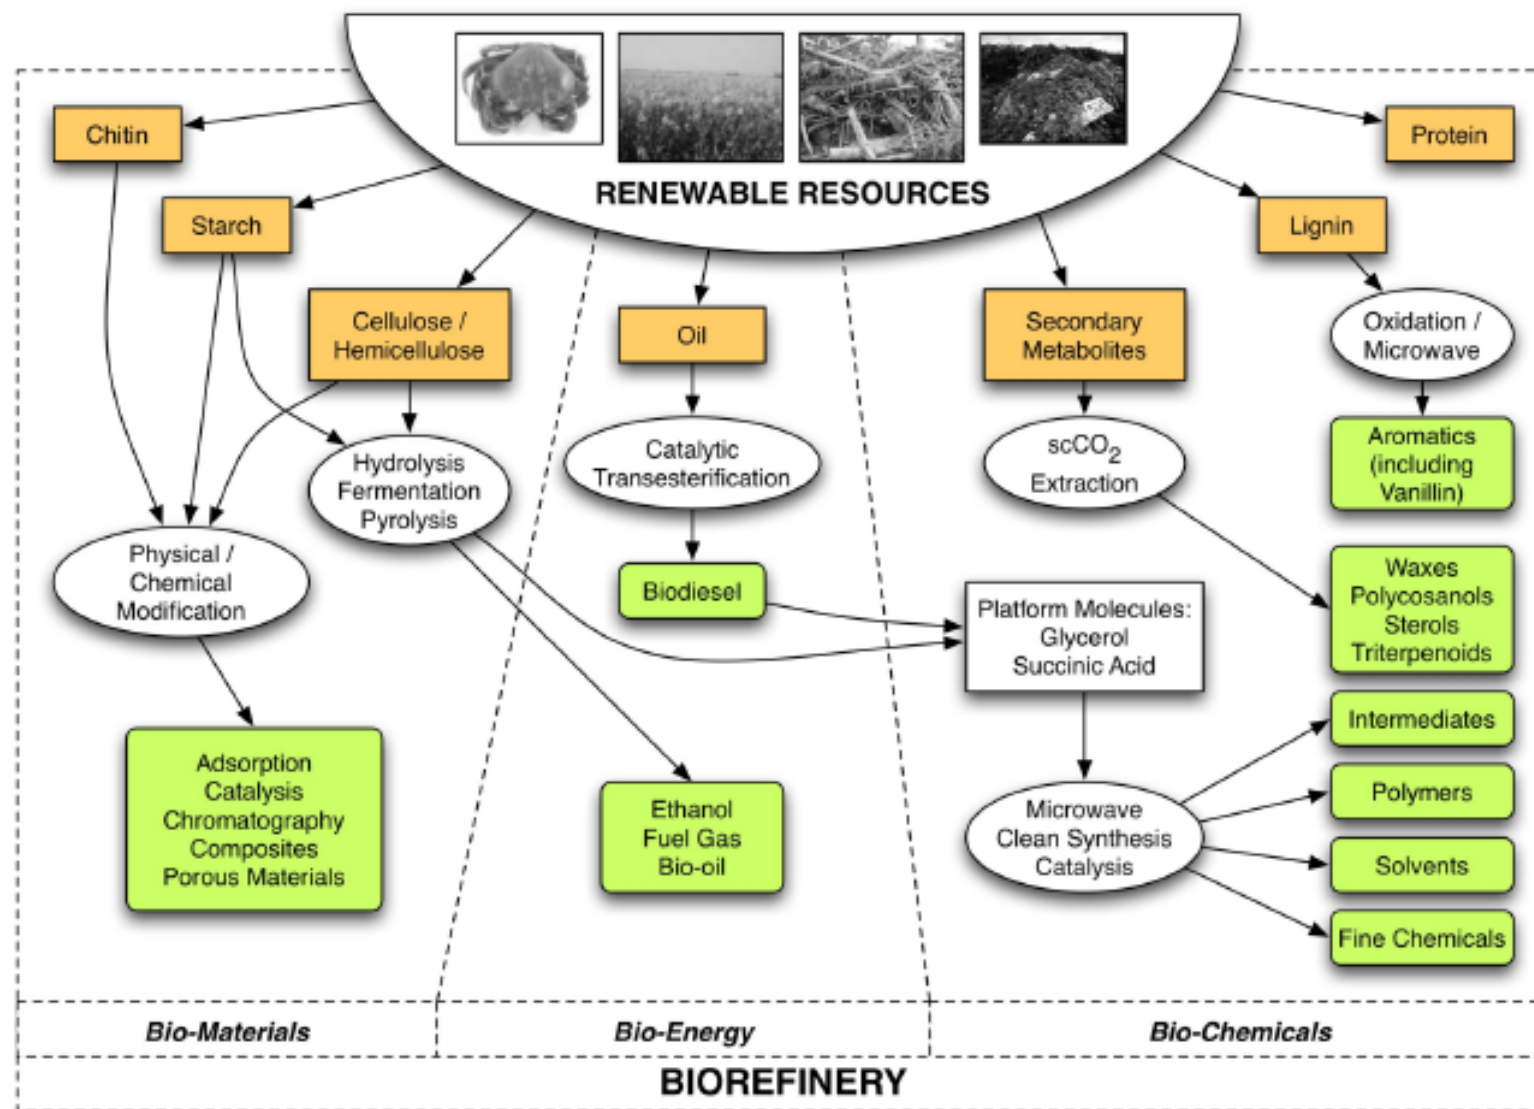 RENEWABLE RESOURCES
Chitin
Protein
Starch
Lignin
Cellulose /
Hemicellulose
Oil
Secondary
Metabolites
Oxidation /
Microwave
Hydrolysis
Fermentation
Pyrolysis
Catalytic
Transesterification
scCO2
Extraction
Aromatics
(including
Vanillin)
Physical /
Chemical
Modification
Biodiesel
Platform Molecules:
Glycerol
Succinic Acid
Waxes
Polycosanols
Sterols
Triterpenoids
Intermediates
Adsorption
Catalysis
Chromatography
Composites
Porous Materials
Ethanol
Fuel Gas
Bio-oil
Microwave
Clean Synthesis
Catalysis
Polymers
Solvents
Fine Chemicals
Bio-Materials
Bio-Energy
Bio-Chemicals
BIOREFINERY